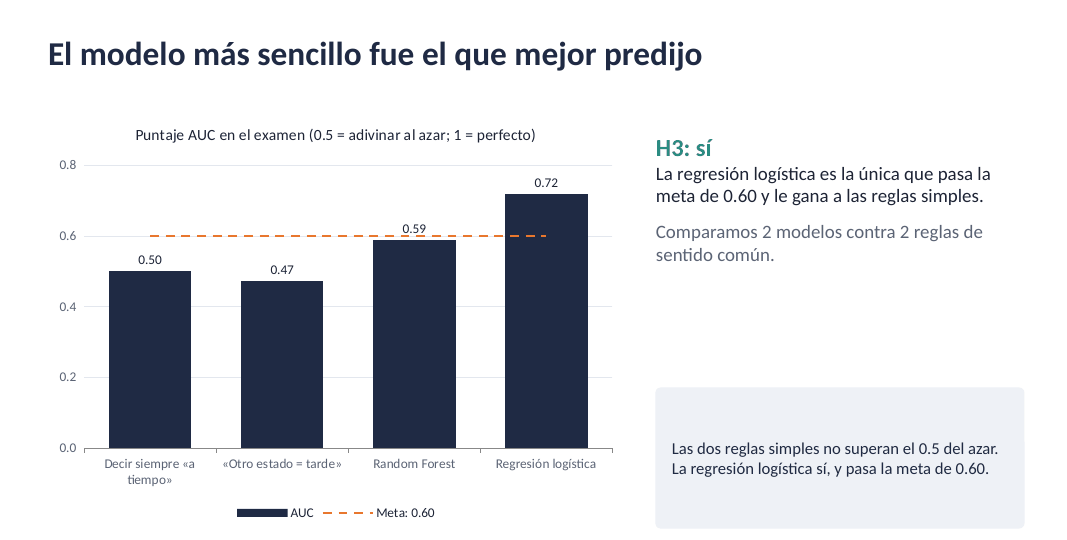 El modelo más sencillo fue el que mejor predijo
Puntaje AUC en el examen (0.5 = adivinar al azar; 1 = perfecto)
0.8
0.6
0.4
0.2
0.0
0.50
0.47
0.59
0.72
Decir siempre «a
tiempo»
«Otro estado = tarde»
Random Forest
Regresión logística
AUC
Meta: 0.60
H3: sí
La regresión logística es la única que pasa la
meta de 0.60 y le gana a las reglas simples.
Comparamos 2 modelos contra 2 reglas de
sentido común.
Las dos reglas simples no superan el 0.5 del azar.
La regresión logística sí, y pasa la meta de 0.60.